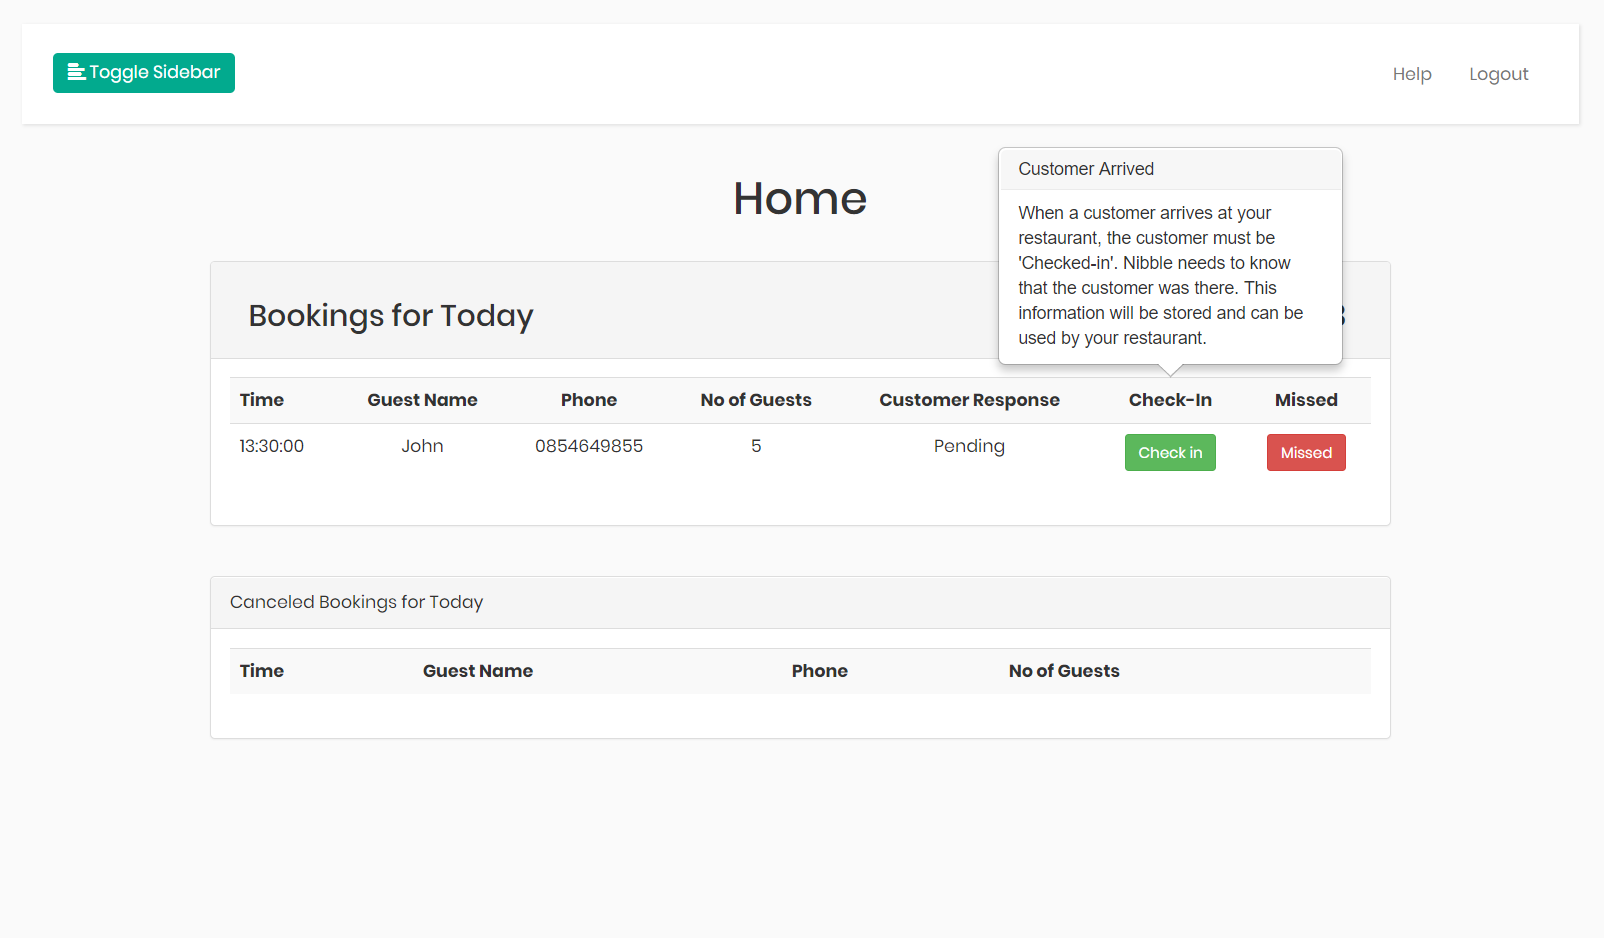 Toggle Sidebar
Help
Logout
Home
Customer Arrived
When a customer arrives at your
restaurant, the customer must be
'Checked-in'. Nibble needs to know
that the customer was there. This
information will be stored and can be
used by your restaurant.
Bookings for Today
Time Guest Name Phone No of Guests Customer Response Check-In Missed
13:30:00 John 0854649855 5 Pending Check in Missed
Canceled Bookings for Today
Time Guest Name Phone No of Guests